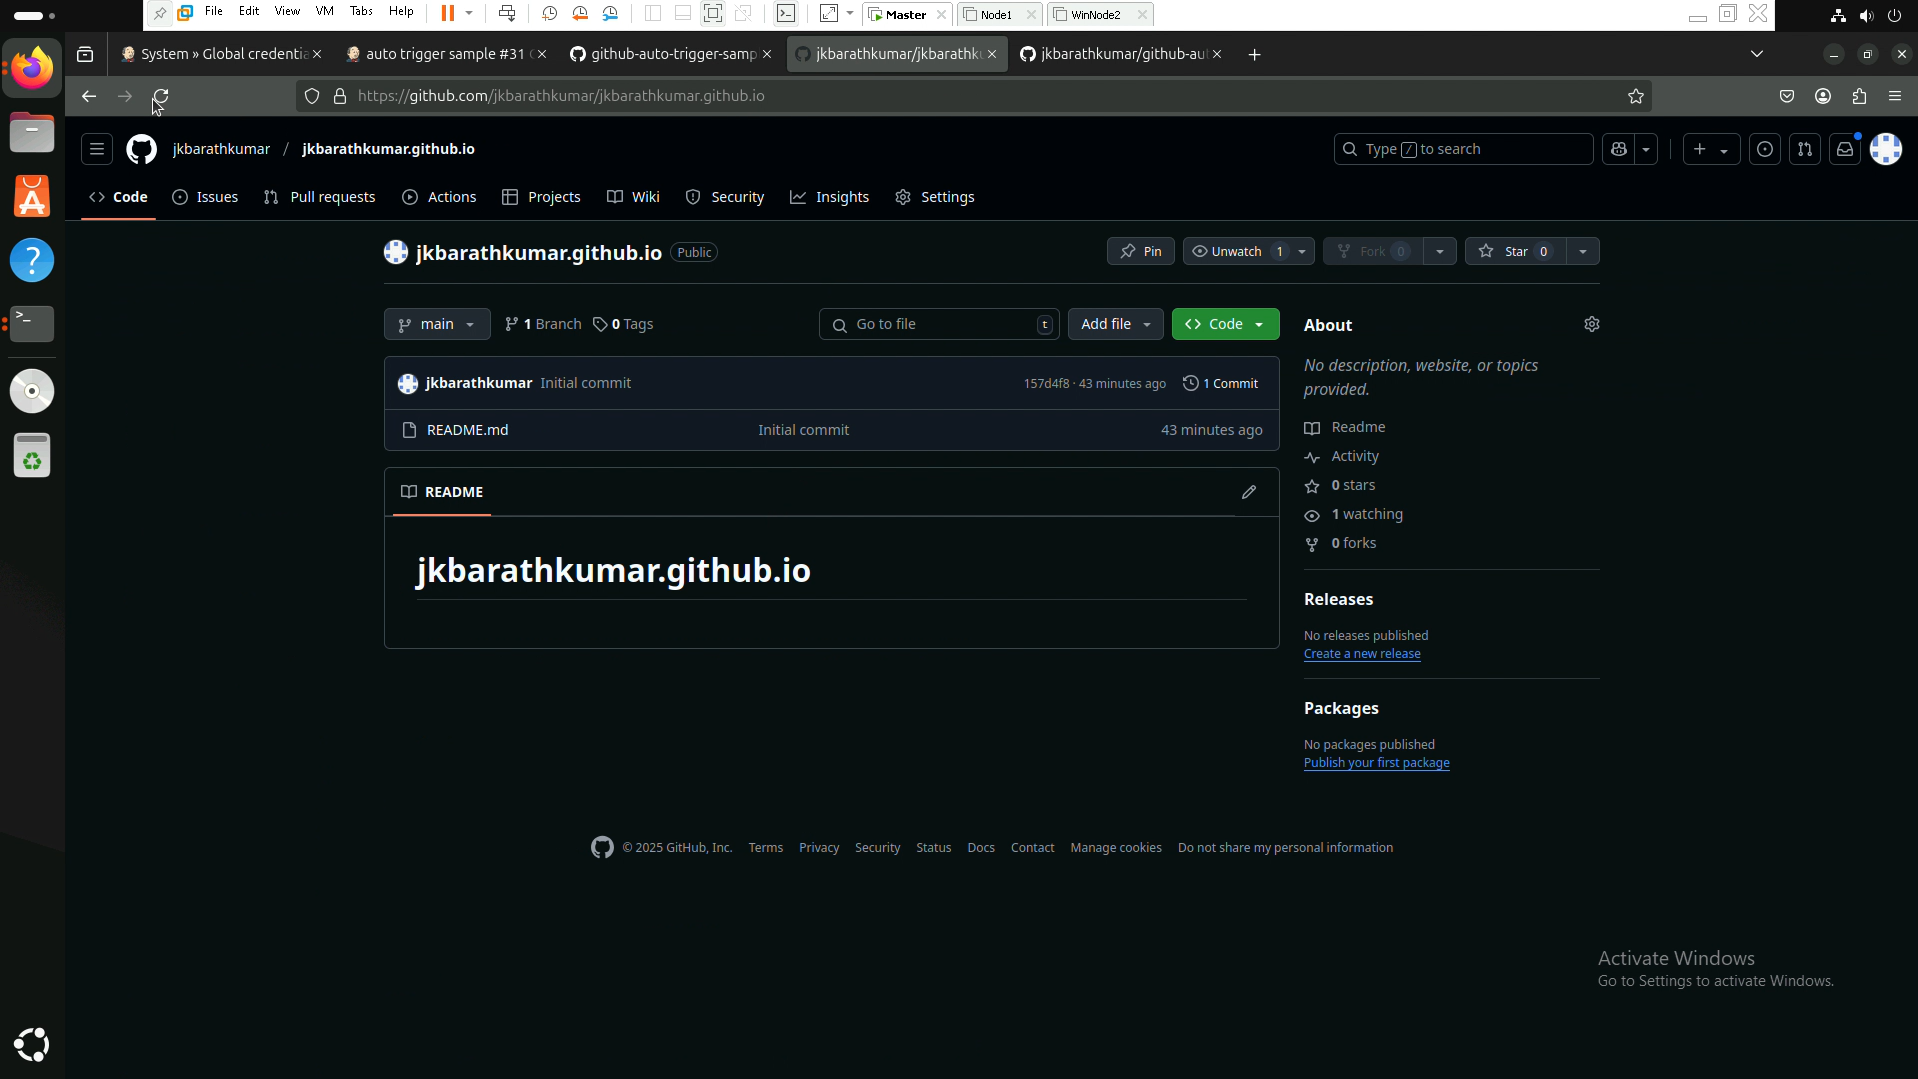 File Edit View VM Tabs Help Master Node1 WinNode2
System » Global credentia auto trigger sample #31 github-auto-trigger-samp jkbarathkumar/jkbarathk jkbarathkumar/github-au
https://github.com/jkbarathkumar/jkbarathkumar.github.io
jkbarathkumar / jkbarathkumar.github.io Type / to search
Code Issues Pull requests Actions Projects Wiki Security Insights Settings
jkbarathkumar.github.io Public Pin Unwatch 1 Fork 0 Star 0
main 1 Branch 0 Tags Go to file t Add file Code
jkbarathkumar Initial commit 157d4f8 · 43 minutes ago 1 Commit
README.md Initial commit 43 minutes ago
README
jkbarathkumar.github.io
About
No description, website, or topics
provided.
Readme
Activity
0 stars
1 watching
0 forks
Releases
No releases published
Create a new release
Packages
No packages published
Publish your first package
© 2025 GitHub, Inc. Terms Privacy Security Status Docs Contact Manage cookies Do not share my personal information
Activate Windows
Go to Settings to activate Windows.